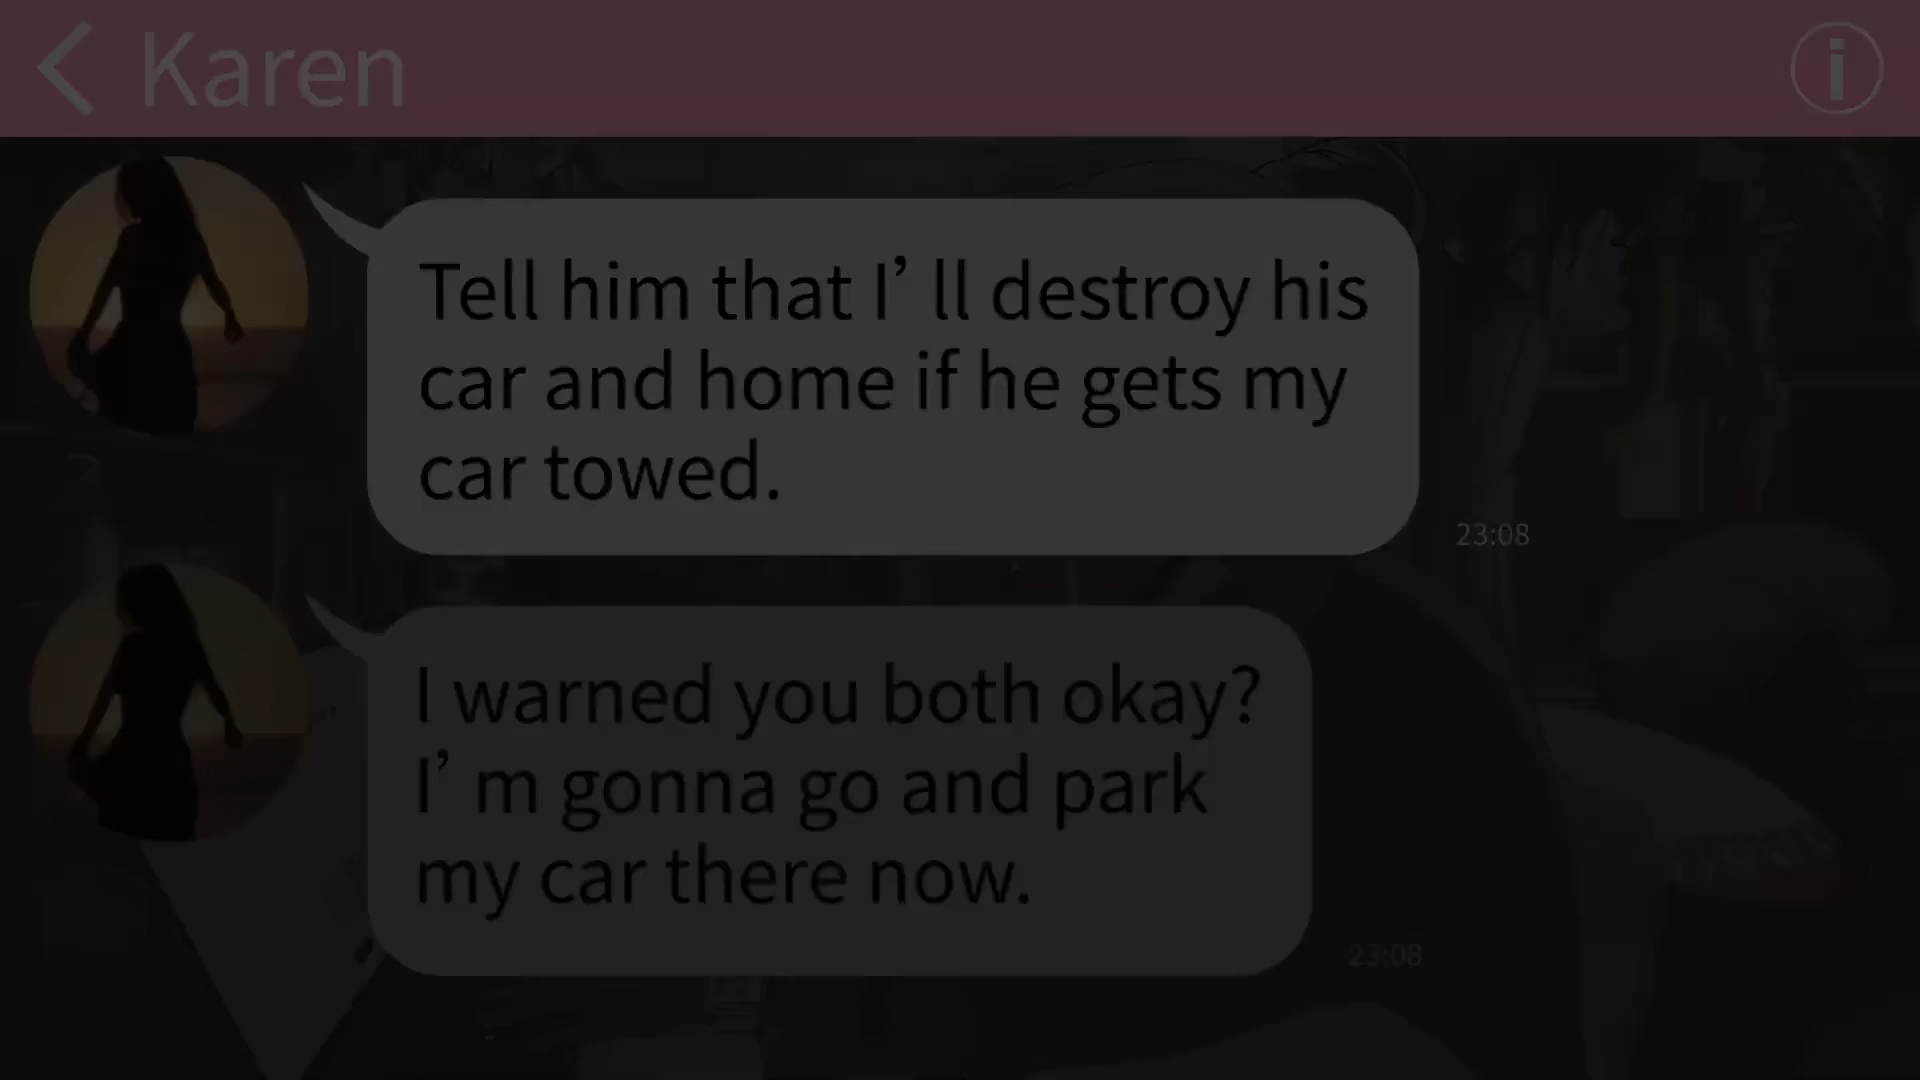 Karen
Tell him that I’ll destroy his
car and home if he gets my
car towed.
23:08
I warned you both okay?
I’m gonna go and park
my car there now.
23:08